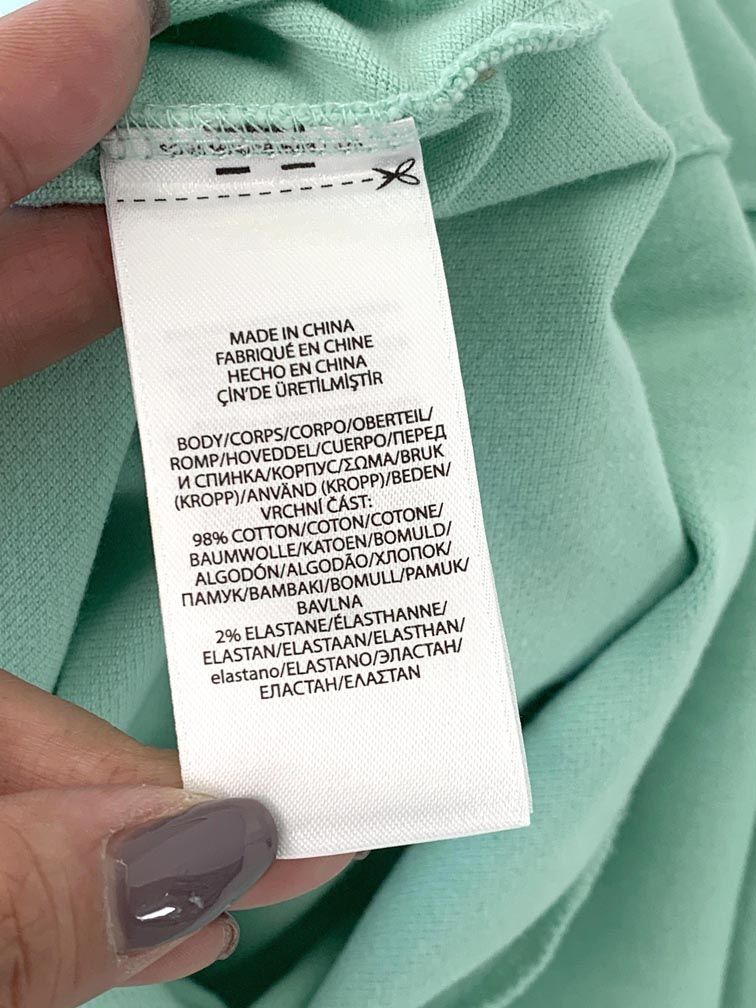 MADE IN CHINA
FABRIQUÉ EN CHINE
HECHO EN CHINA
ÇİN'DE ÜRETİLMİŞTİR
BODY/CORPS/CORPO/OBERTEIL/
ROMP/HOVEDDEL/CUERPO/ПЕРЕД
И СПИНКА/КОРПУС/ΣΩΜΑ/BRUK
(KROPP)/ANVÄND (KROPP)/BEDEN/
VRCHNÍ ČÁST:
98% COTTON/COTON/COTONE/
BAUMWOLLE/KATOEN/BOMULD/
ALGODÓN/ALGODÃO/ХЛОПОК/
ПАМУК/ΒΑΜΒΑΚΙ/BOMULL/PAMUK/
BAVLNA
2% ELASTANE/ÉLASTHANNE/
ELASTAN/ELASTAAN/ELASTHAN/
elastano/ELASTANO/ЭЛАСТАН/
ЕЛАСТАН/ΕΛΑΣΤΑΝ